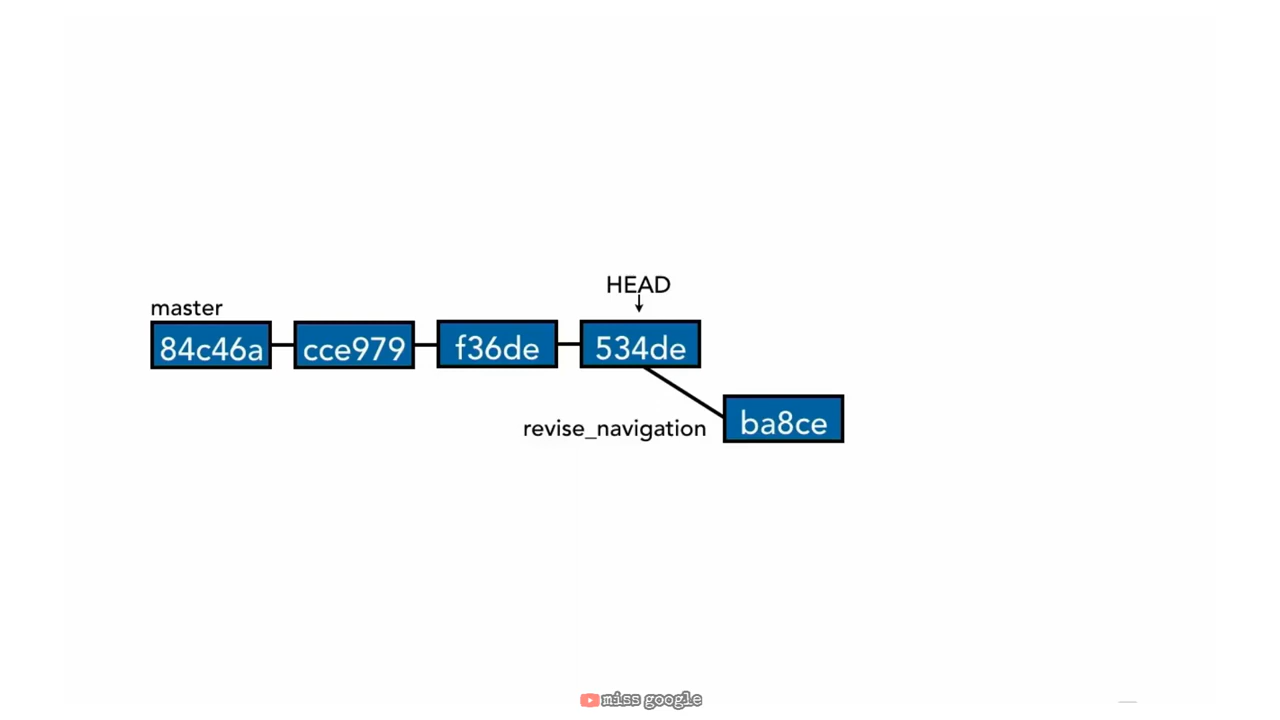 HEAD
master
84c46a
cce979
f36de
534de
revise_navigation
ba8ce
miss google